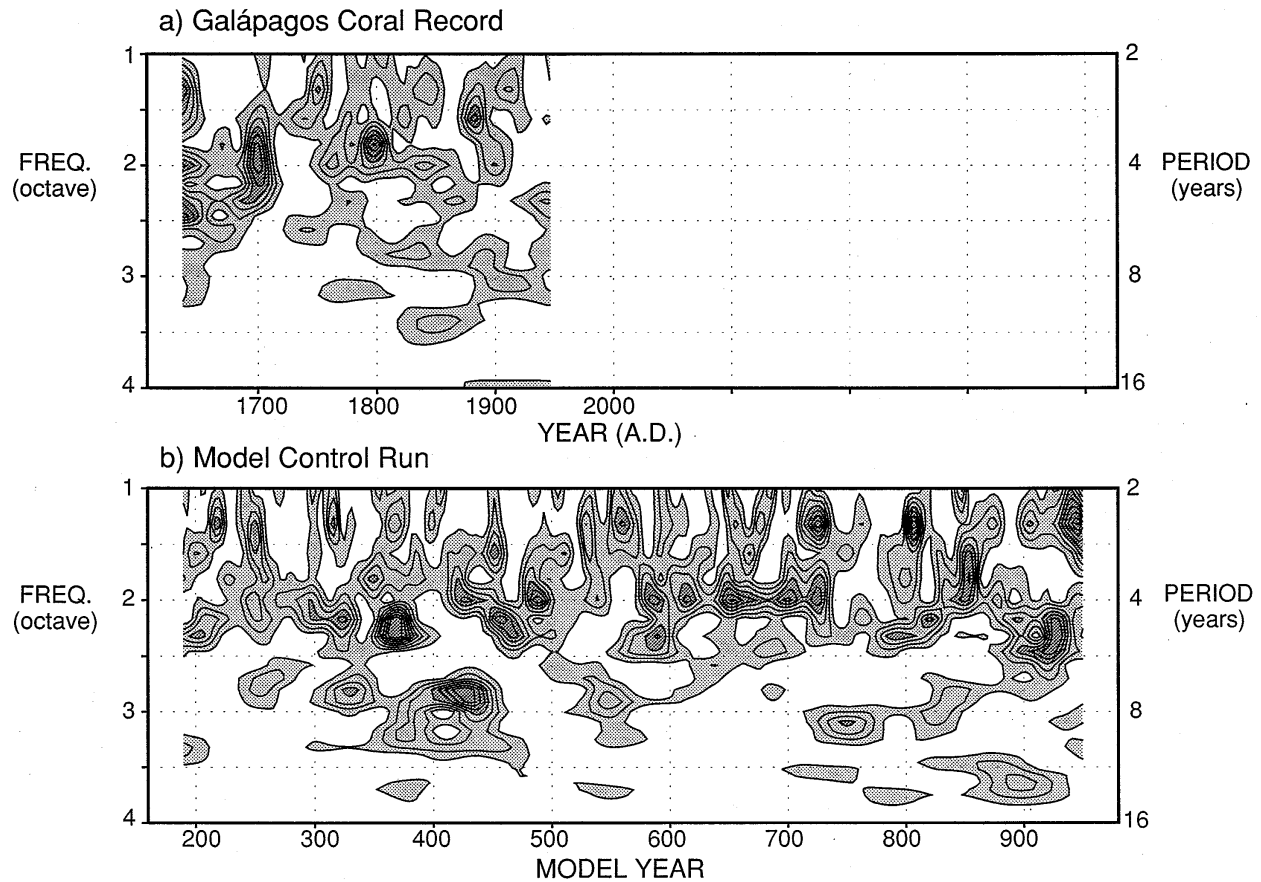 a) Galápagos Coral Record
1 2
FREQ. 2 4 PERIOD
(octave) (years)
3 8
4 16
1700 1800 1900 2000
YEAR (A.D.)
b) Model Control Run
1 2
FREQ. 2 4 PERIOD
(octave) (years)
3 8
4 16
200 300 400 500 600 700 800 900
MODEL YEAR